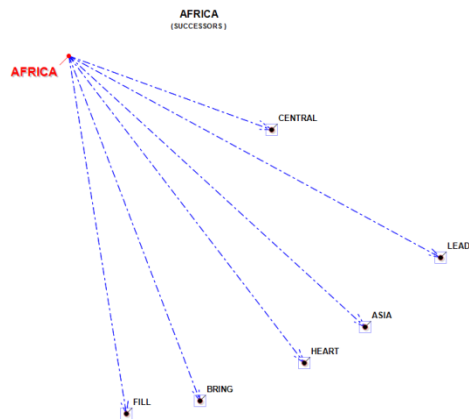 AFRICA
(SUCCESSORS)
AFRICA
CENTRAL
LEAD
ASIA
HEART
BRING
FILL